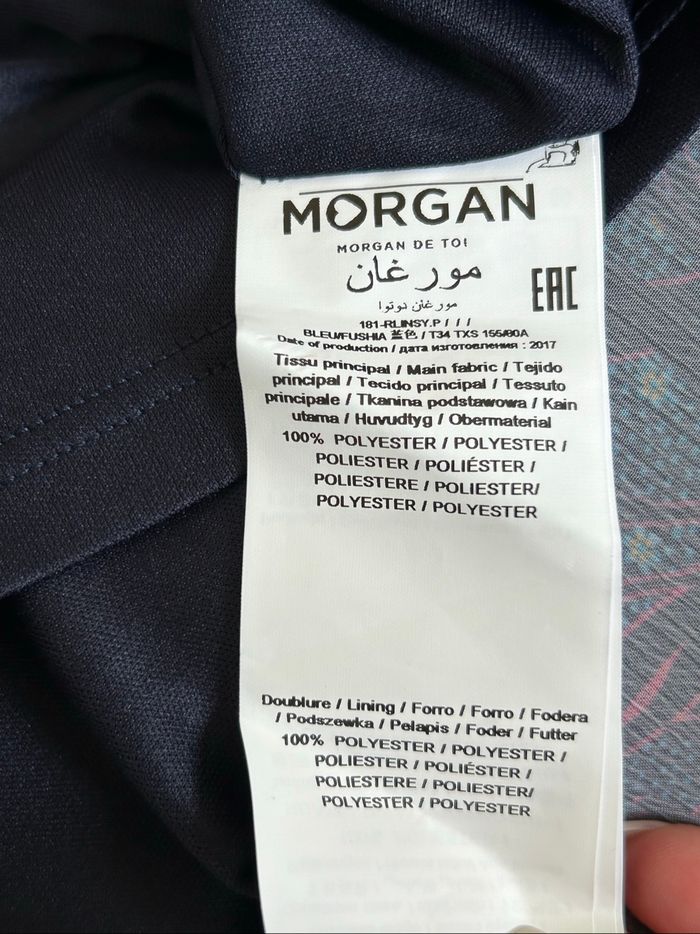 MORGAN
MORGAN DE TOI
مورغان
EAC
مورغان دوتوا
181-RLINSY.P / / /
BLEU/FUSHIA 蓝色 / T34 TXS 155/80A
Date of production / дата изготовления : 2017
Tissu principal / Main fabric / Tejido
principal / Tecido principal / Tessuto
principale / Tkanina podstawowa / Kain
utama / Huvudtyg / Obermaterial
100% POLYESTER / POLYESTER /
POLIESTER / POLIÉSTER /
POLIESTERE / POLIESTER/
POLYESTER / POLYESTER
Doublure / Lining / Forro / Forro / Fodera
/ Podszewka / Pelapis / Foder / Futter
100% POLYESTER / POLYESTER /
POLIESTER / POLIÉSTER /
POLIESTERE / POLIESTER/
POLYESTER / POLYESTER